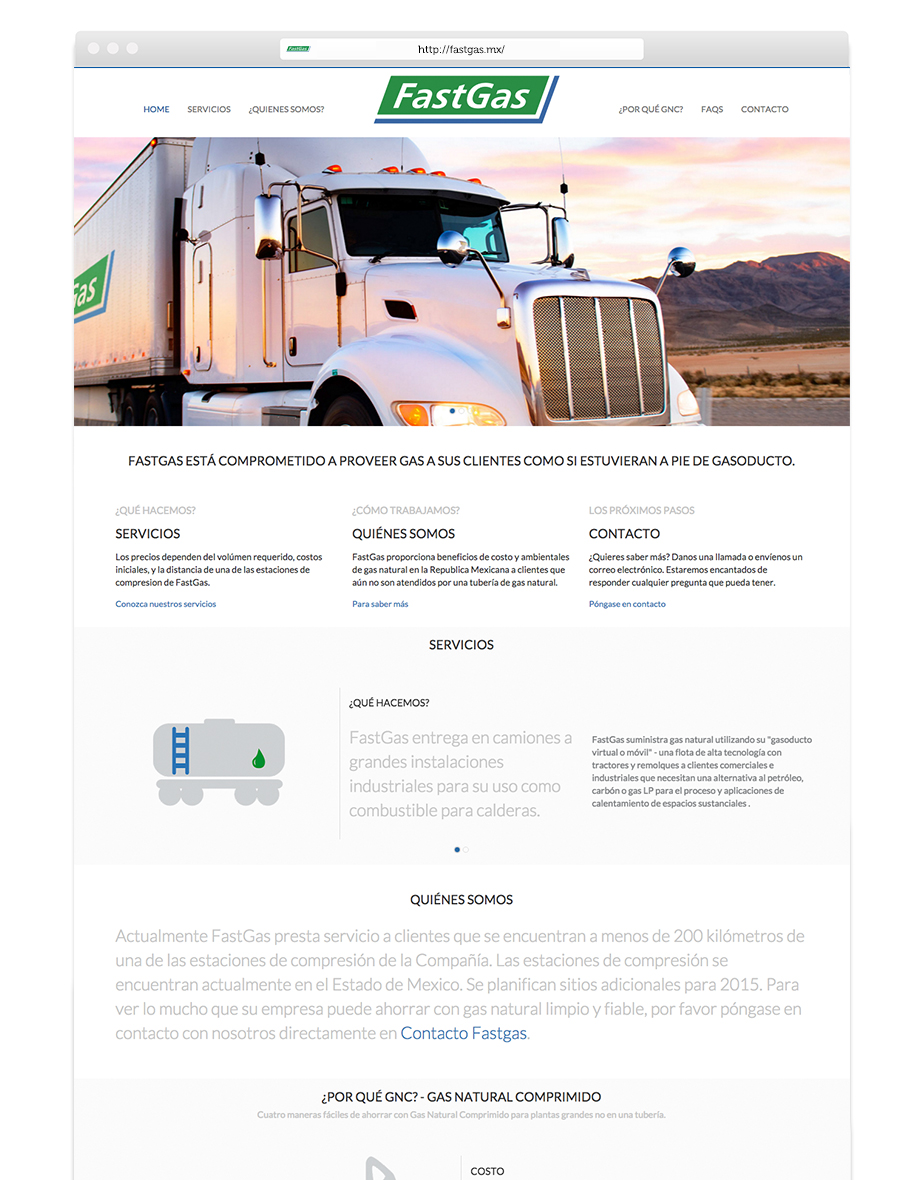 FastGas
http://fastgas.mx/
HOME
SERVICIOS
¿QUIENES SOMOS?
FastGas
¿POR QUÉ GNC?
FAQS
CONTACTO
Gas
FASTGAS ESTÁ COMPROMETIDO A PROVEER GAS A SUS CLIENTES COMO SI ESTUVIERAN A PIE DE GASODUCTO.
¿QUÉ HACEMOS?
SERVICIOS
Los precios dependen del volúmen requerido, costos
iniciales, y la distancia de una de las estaciones de
compresion de FastGas.
Conozca nuestros servicios
¿CÓMO TRABAJAMOS?
QUIÉNES SOMOS
FastGas proporciona beneficios de costo y ambientales
de gas natural en la Republica Mexicana a clientes que
aún no son atendidos por una tubería de gas natural.
Para saber más
LOS PRÓXIMOS PASOS
CONTACTO
¿Quieres saber más? Danos una llamada o envíenos un
correo electrónico. Estaremos encantados de
responder cualquier pregunta que pueda tener.
Póngase en contacto
SERVICIOS
¿QUÉ HACEMOS?
FastGas entrega en camiones a
grandes instalaciones
industriales para su uso como
combustible para calderas.
FastGas suministra gas natural utilizando su "gasoducto
virtual o móvil" - una flota de alta tecnología con
tractores y remolques a clientes comerciales e
industriales que necesitan una alternativa al petróleo,
carbón o gas LP para el proceso y aplicaciones de
calentamiento de espacios sustanciales .
QUIÉNES SOMOS
Actualmente FastGas presta servicio a clientes que se encuentran a menos de 200 kilómetros de
una de las estaciones de compresión de la Compañía. Las estaciones de compresión se
encuentran actualmente en el Estado de Mexico. Se planifican sitios adicionales para 2015. Para
ver lo mucho que su empresa puede ahorrar con gas natural limpio y fiable, por favor póngase en
contacto con nosotros directamente en Contacto Fastgas.
¿POR QUÉ GNC? - GAS NATURAL COMPRIMIDO
Cuatro maneras fáciles de ahorrar con Gas Natural Comprimido para plantas grandes no en una tubería.
COSTO